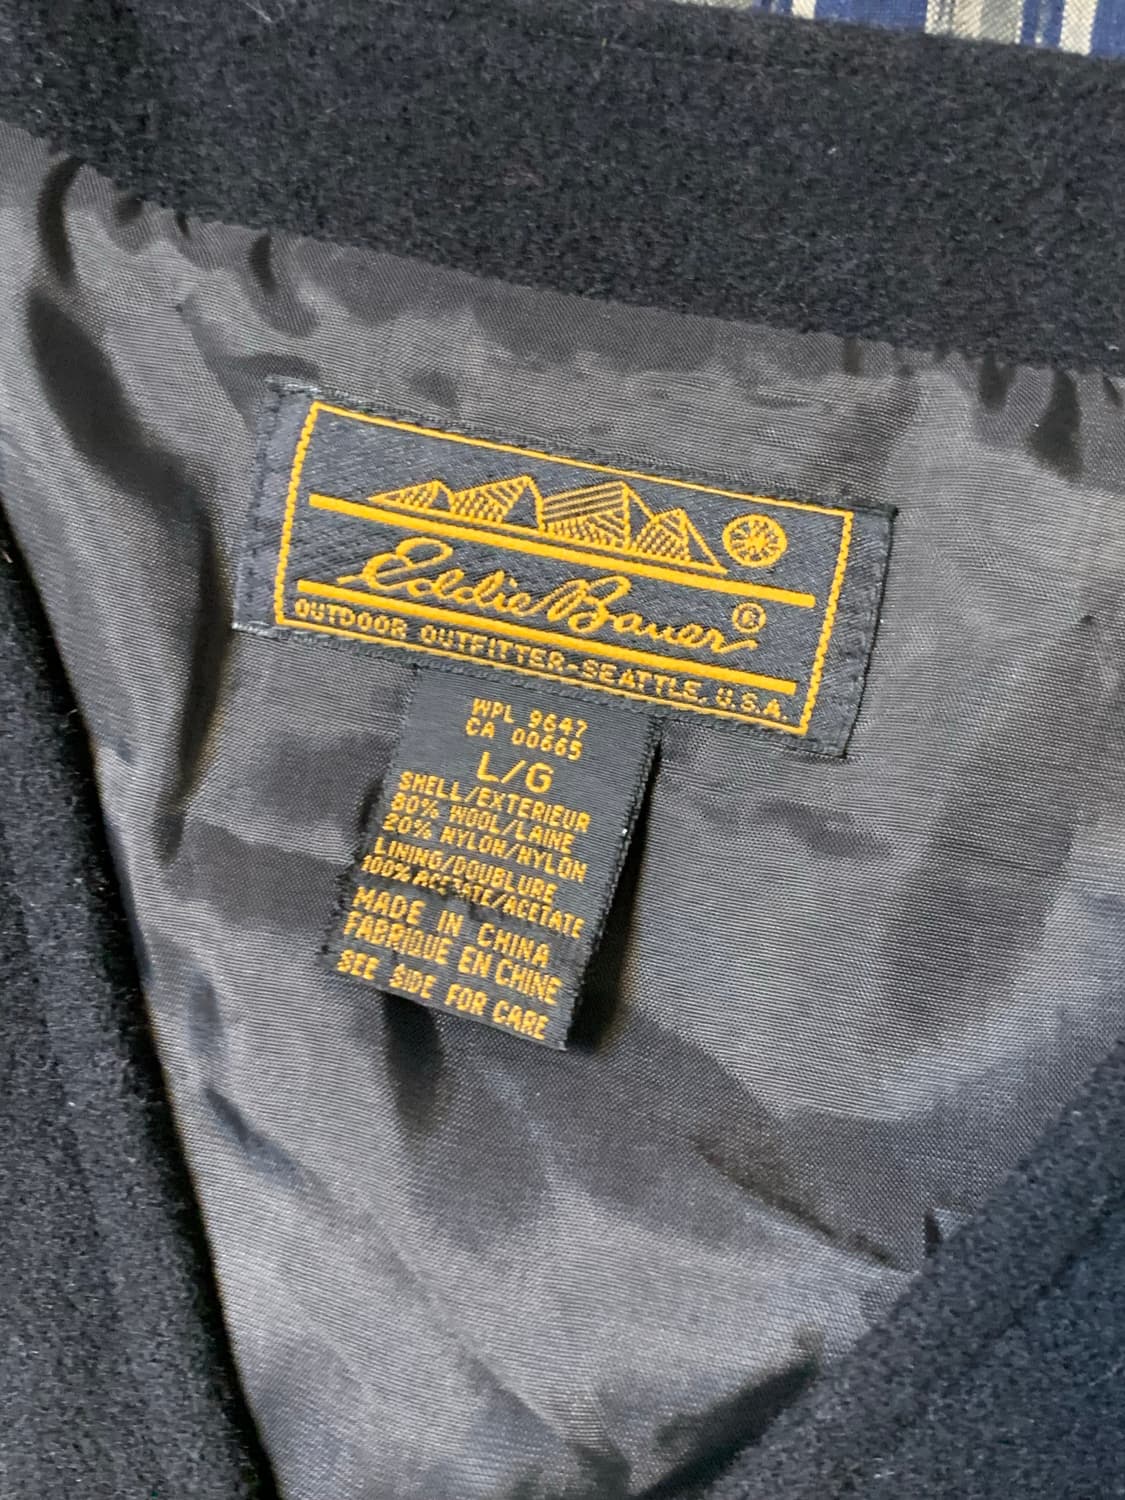 Eddie Bauer®
OUTDOOR OUTFITTER-SEATTLE, U.S.A.
WPL 9647
CA 00665
L/G
SHELL/EXTERIEUR
80% WOOL/LAINE
20% NYLON/NYLON
LINING/DOUBLURE
100% ACETATE/ACETATE
MADE IN CHINA
FABRIQUE EN CHINE
SEE SIDE FOR CARE